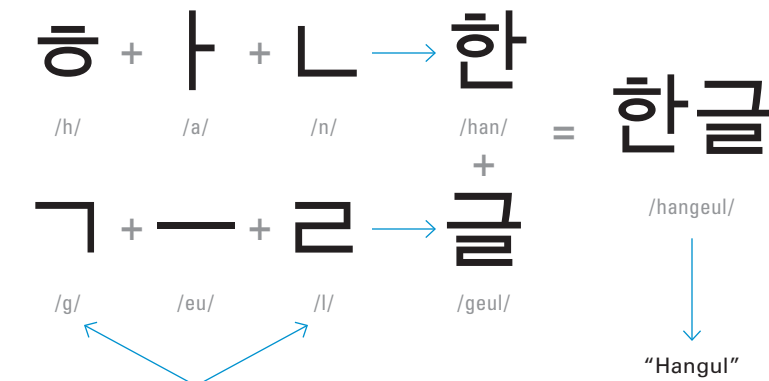 ㅎ + ㅏ + ㄴ → 한
/h/ /a/ /n/ /han/
+
= 한글
/hangeul/
ㄱ + ㅡ + ㄹ → 글
/g/ /eu/ /l/ /geul/
“Hangul”